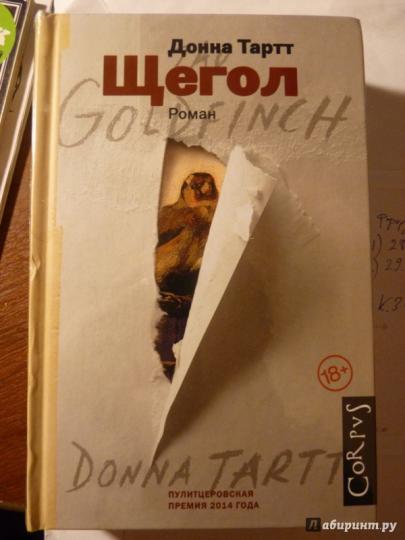 Донна Тартт
THE
Щегол
GOLDFINCH
Роман
18+
DONNA TARTT
CORPUS
ПУЛИТЦЕРОВСКАЯ
ПРЕМИЯ 2014 ГОДА
лабиринт.ру